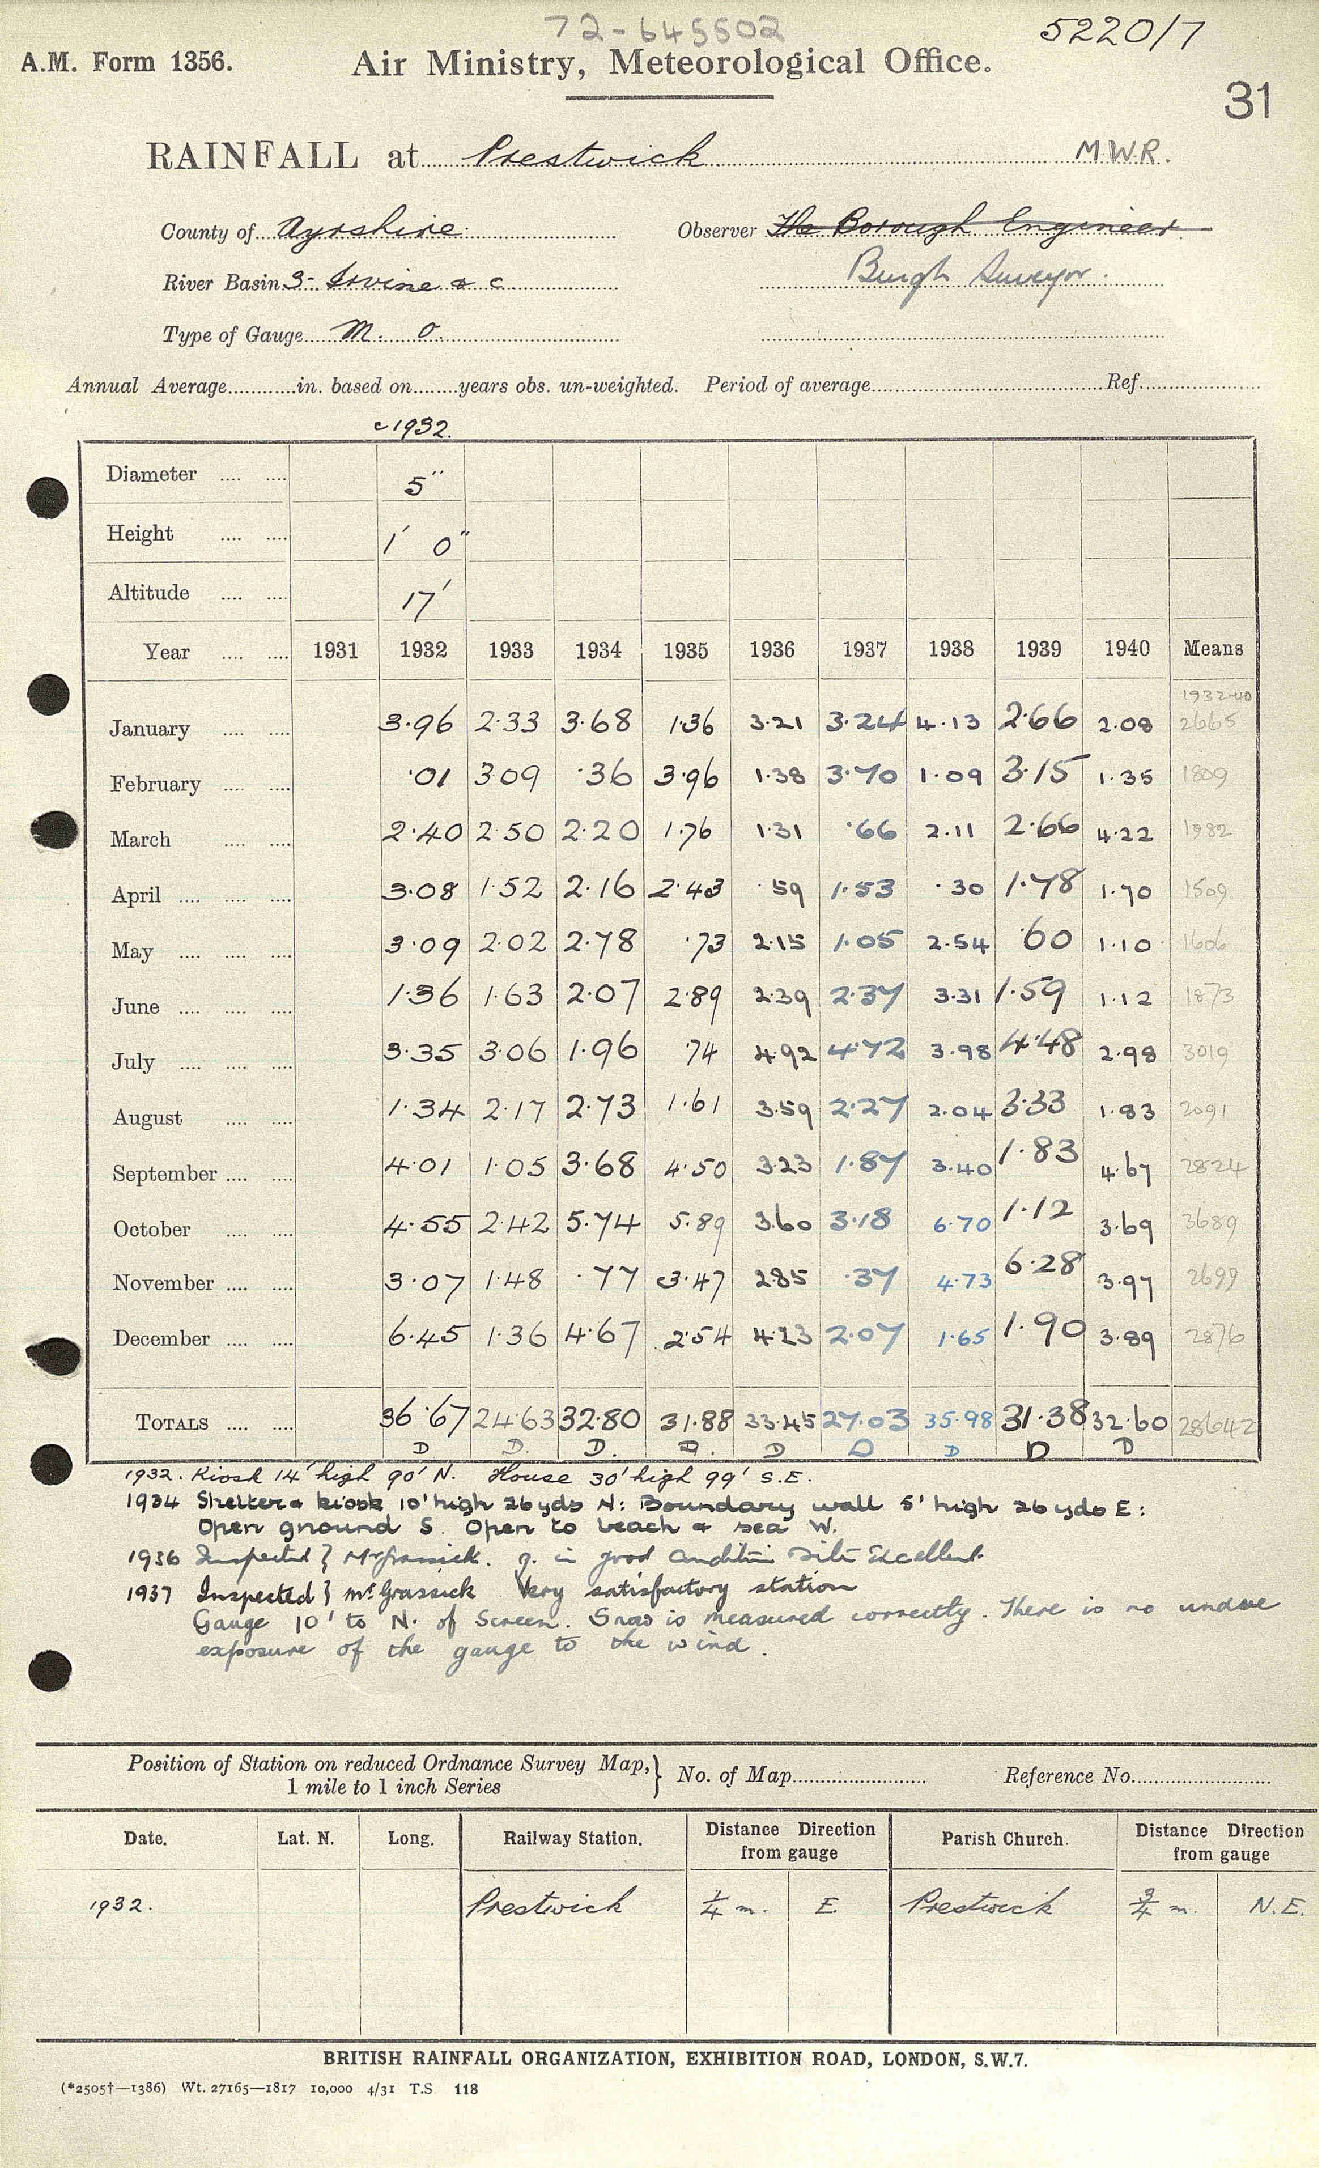 72-645502
5220/7
A.M. Form 1356.
Air Ministry, Meteorological Office.
31
RAINFALL at Prestwick M.W.R.
County of Ayrshire Observer The Borough Engineer
River Basin 3- Irvine & c Burgh Surveyor.
Type of Gauge M. O.
Annual Average in. based on years obs. un-weighted. Period of average Ref.
c1932.
Diameter 5"
Height 1' 0"
Altitude 17'
Year 1931 1932 1933 1934 1935 1936 1937 1938 1939 1940 Means
1932-40
January 3·96 2·33 3·68 1·36 3·21 3·24 4·13 2·66 2·08 2665
February ·01 3·09 ·36 3·96 1·38 3·70 1·09 3·15 1·35 1809
March 2·40 2·50 2·20 1·76 1·31 ·66 2·11 2·66 4·22 1982
April 3·08 1·52 2·16 2·43 ·59 1·53 ·30 1·78 1·70 1509
May 3·09 2·02 2·78 ·73 2·15 1·05 2·54 ·60 1·10 1606
June 1·36 1·63 2·07 2·89 2·39 2·37 3·31 1·59 1·12 1873
July 3·35 3·06 1·96 ·74 4·92 4·72 3·98 4·48 2·98 3019
August 1·34 2·17 2·73 1·61 3·59 2·27 2·04 3·33 1·83 2091
September 4·01 1·05 3·68 4·50 3·23 1·87 3·40 1·83 4·67 2824
October 4·55 2·42 5·74 5·89 3·60 3·18 6·70 1·12 3·69 3689
November 3·07 1·48 ·77 3·47 2·85 ·37 4·73 6·28 3·97 2699
December 6·45 1·36 4·67 2·54 4·23 2·07 1·65 1·90 3·89 2876
TOTALS 36·67 24·63 32·80 31·88 33·45 27·03 35·98 31·38 32·60 28642
D D. D. D. D D D D D
1932. Kiosk 14' high 90' N. House 30' high 99' S.E.
1934 Shelter & kiosk 10' high 26 yds N: Boundary wall 5' high 26 yds E:
Open ground S. Open to beach & sea W.
1936 Inspected } Mr Grassick. g. in good condition site Excellent
1937 Inspected } Mr Grassick Very satisfactory station
Gauge 10' to N. of Screen. Snow is measured correctly. There is no undue
exposure of the gauge to the wind.
Position of Station on reduced Ordnance Survey Map, } No. of Map Reference No.
1 mile to 1 inch Series
Date. Lat. N. Long. Railway Station. Distance Direction from gauge Parish Church. Distance Direction from gauge
1932. Prestwick 1/4 m. E. Prestwick 3/4 m N.E.
BRITISH RAINFALL ORGANIZATION, EXHIBITION ROAD, LONDON, S.W.7.
(*2505†—1386) Wt. 27165—1817 10,000 4/31 T.S 118